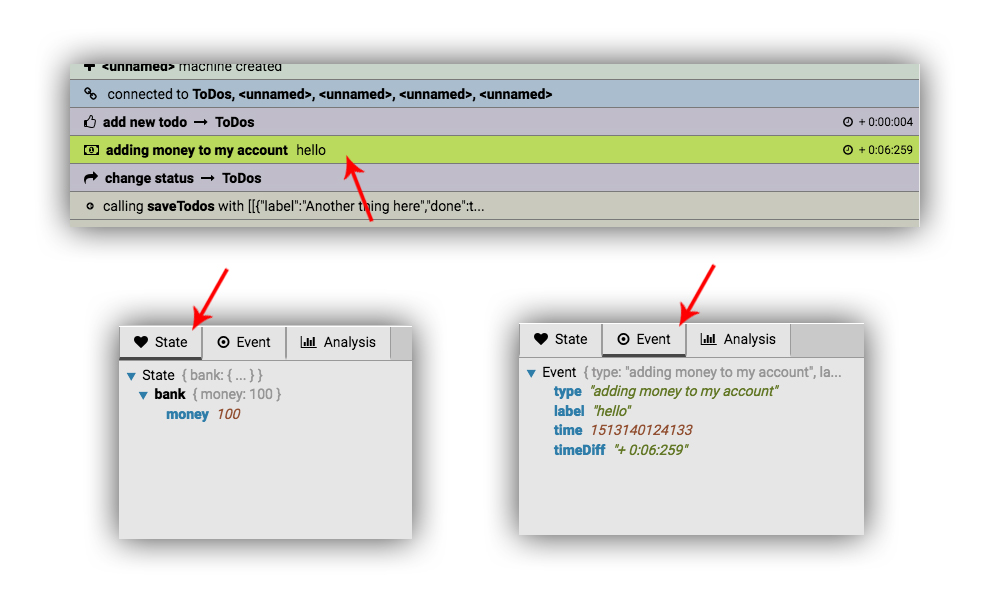 <unnamed> machine created
connected to ToDos, <unnamed>, <unnamed>, <unnamed>, <unnamed>
add new todo → ToDos + 0:00:004
adding money to my account hello + 0:06:259
change status → ToDos
calling saveTodos with [[{"label":"Another thing here","done":t...
State Event Analysis
State { bank: { ... } }
bank { money: 100 }
money 100
State Event Analysis
Event { type: "adding money to my account", la...
type "adding money to my account"
label "hello"
time 1513140124133
timeDiff "+ 0:06:259"